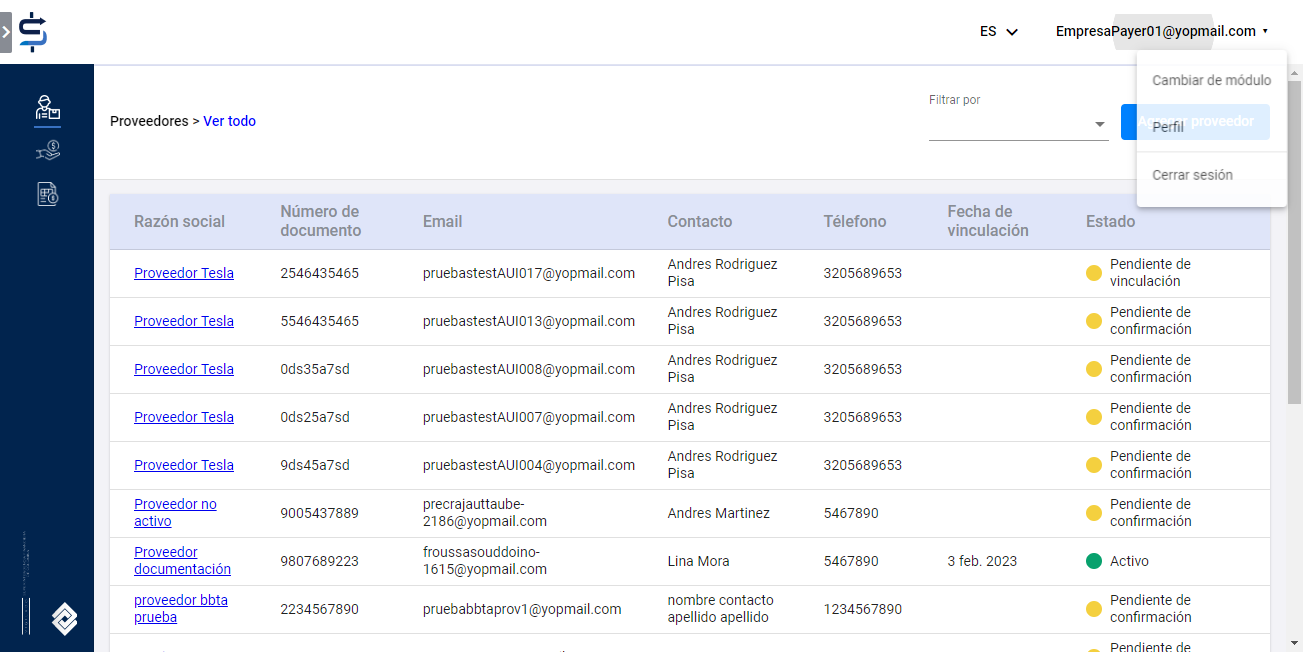 ES
EmpresaPayer01@yopmail.com
Cambiar de módulo
Perfil
Cerrar sesión
Proveedores > Ver todo
Filtrar por
Agregar proveedor
Razón social
Número de
documento
Email
Contacto
Télefono
Fecha de
vinculación
Estado
Proveedor Tesla
2546435465
pruebastestAUI017@yopmail.com
Andres Rodriguez
Pisa
3205689653
Pendiente de
vinculación
Proveedor Tesla
5546435465
pruebastestAUI013@yopmail.com
Andres Rodriguez
Pisa
3205689653
Pendiente de
confirmación
Proveedor Tesla
0ds35a7sd
pruebastestAUI008@yopmail.com
Andres Rodriguez
Pisa
3205689653
Pendiente de
confirmación
Proveedor Tesla
0ds25a7sd
pruebastestAUI007@yopmail.com
Andres Rodriguez
Pisa
3205689653
Pendiente de
confirmación
Proveedor Tesla
9ds45a7sd
pruebastestAUI004@yopmail.com
Andres Rodriguez
Pisa
3205689653
Pendiente de
confirmación
Proveedor no
activo
9005437889
precrajauttaube-
2186@yopmail.com
Andres Martinez
5467890
Pendiente de
confirmación
Proveedor
documentación
9807689223
froussasouddoino-
1615@yopmail.com
Lina Mora
5467890
3 feb. 2023
Activo
proveedor bbta
prueba
2234567890
pruebabbtaprov1@yopmail.com
nombre contacto
apellido apellido
1234567890
Pendiente de
confirmación
Pendiente de